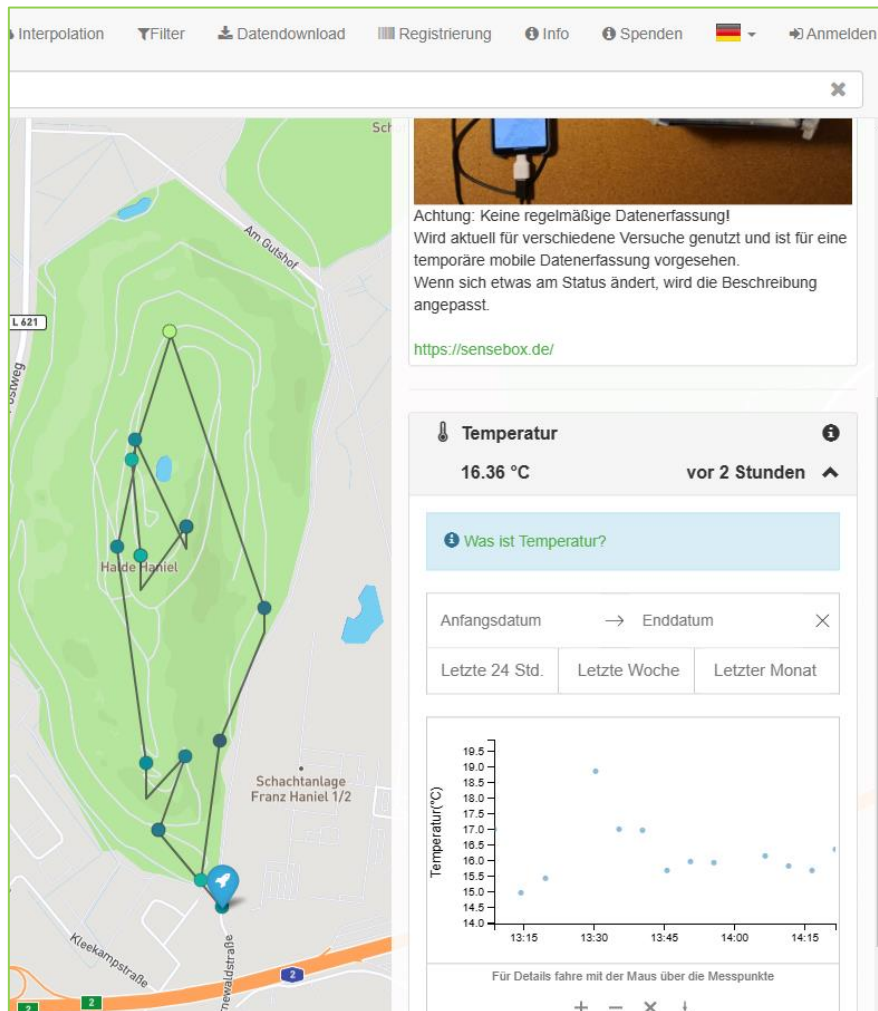 Interpolation Filter Datendownload Registrierung Info Spenden Anmelden
Am Gutshof
L 621
Halde Haniel
Schachtanlage
Franz Haniel 1/2
Kleekampstraße
2
2
2
Achtung: Keine regelmäßige Datenerfassung!
Wird aktuell für verschiedene Versuche genutzt und ist für eine
temporäre mobile Datenerfassung vorgesehen.
Wenn sich etwas am Status ändert, wird die Beschreibung
angepasst.
https://sensebox.de/
Temperatur
16.36 °C vor 2 Stunden
Was ist Temperatur?
Anfangsdatum → Enddatum
Letzte 24 Std. Letzte Woche Letzter Monat
Temperatur(°C)
19.5
19.0
18.5
18.0
17.5
17.0
16.5
16.0
15.5
15.0
14.5
14.0
13:15 13:30 13:45 14:00 14:15
Für Details fahre mit der Maus über die Messpunkte